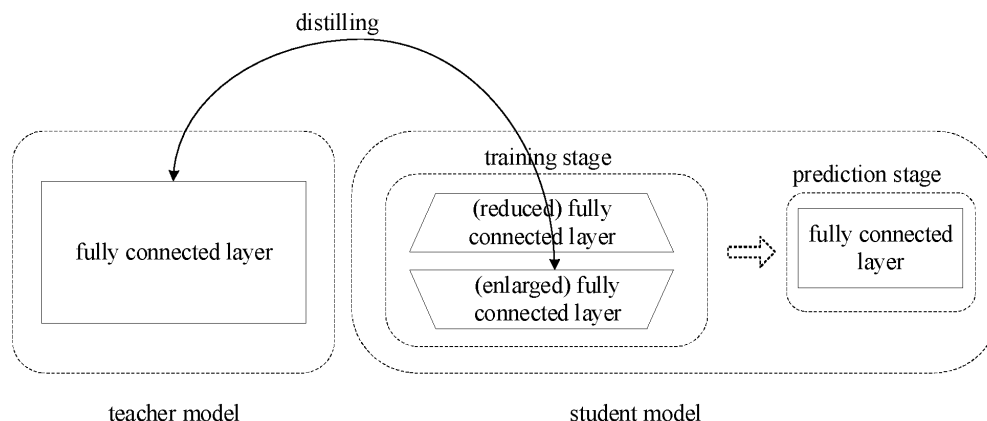 distilling
training stage
prediction stage
(reduced) fully
connected layer
fully connected layer
fully connected
layer
(enlarged) fully
connected layer
teacher model
student model